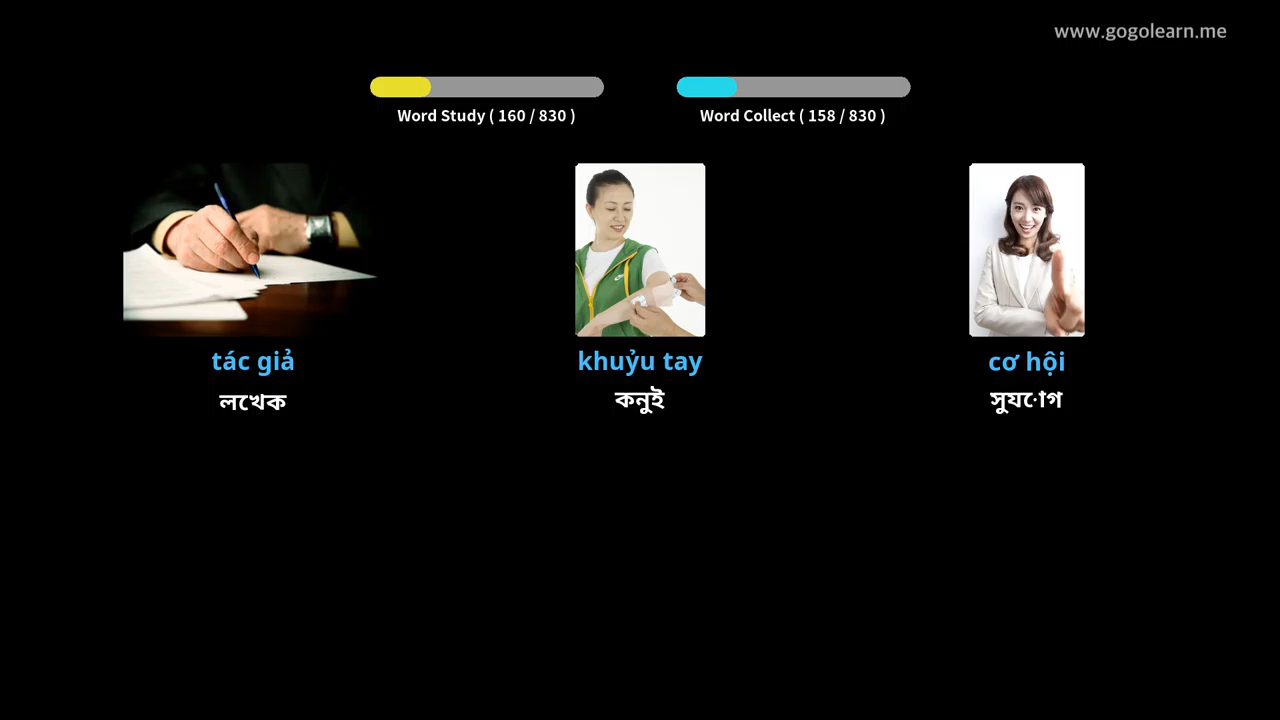 www.gogolearn.me
Word Study ( 160 / 830 )
Word Collect ( 158 / 830 )
tác giả
khuỷu tay
cơ hội
লেখক
কনুই
সুযোগ